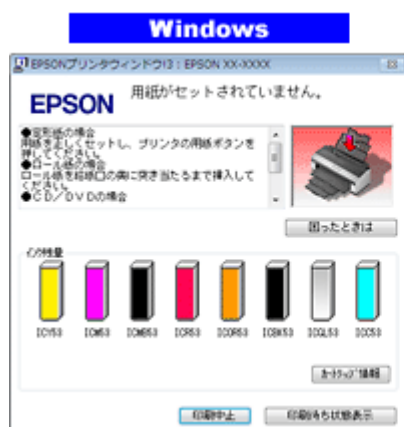 Windows
EPSONプリンタウィンドウ!3 : EPSON XX-XXXX
EPSON
用紙がセットされていません。
●定形紙の場合
用紙を正しくセットし、プリンタの用紙ボタンを
押してください。
●ロール紙の場合
ロール紙を給紙口の奥に突き当たるまで挿入して
ください。
●CD/DVDの場合
困ったときは
インク残量
ICY53
ICM53
ICMB53
ICR53
ICOR53
ICBK53
ICGL53
ICC53
カートリッジ情報
印刷中止
印刷待ち状態表示